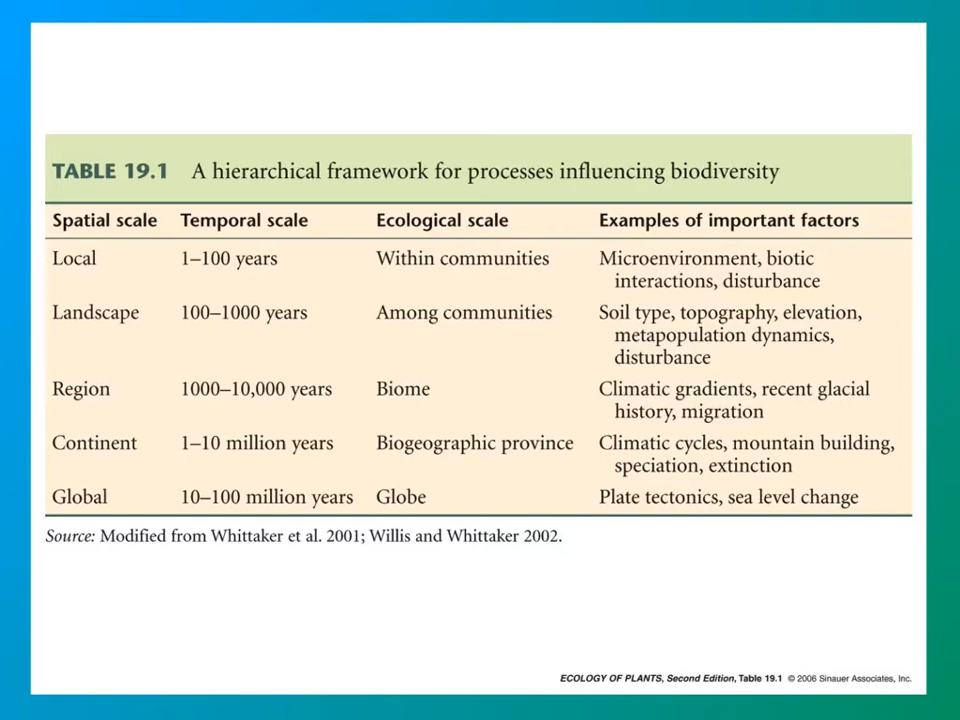 TABLE 19.1 A hierarchical framework for processes influencing biodiversity
Spatial scale Temporal scale Ecological scale Examples of important factors
Local 1–100 years Within communities Microenvironment, biotic
interactions, disturbance
Landscape 100–1000 years Among communities Soil type, topography, elevation,
metapopulation dynamics,
disturbance
Region 1000–10,000 years Biome Climatic gradients, recent glacial
history, migration
Continent 1–10 million years Biogeographic province Climatic cycles, mountain building,
speciation, extinction
Global 10–100 million years Globe Plate tectonics, sea level change
Source: Modified from Whittaker et al. 2001; Willis and Whittaker 2002.
ECOLOGY OF PLANTS, Second Edition, Table 19.1 © 2006 Sinauer Associates, Inc.